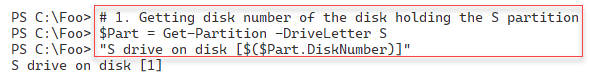 PS C:\Foo> # 1. Getting disk number of the disk holding the S partition
PS C:\Foo> $Part = Get-Partition -DriveLetter S
PS C:\Foo> "S drive on disk [$($Part.DiskNumber)]"
S drive on disk [1]